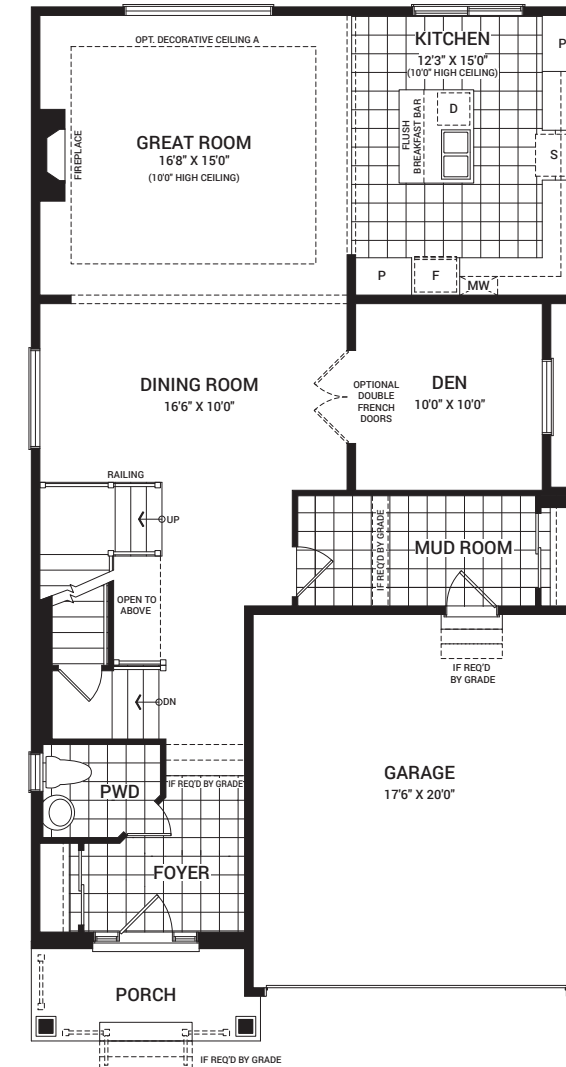 OPT. DECORATIVE CEILING A
KITCHEN
12'3" X 15'0"
(10'0" HIGH CEILING)
P
D
FLUSH
BREAKFAST BAR
S
GREAT ROOM
16'8" X 15'0"
(10'0" HIGH CEILING)
FIREPLACE
P
F
MW
DINING ROOM
16'6" X 10'0"
OPTIONAL
DOUBLE
FRENCH
DOORS
DEN
10'0" X 10'0"
RAILING
UP
IF REQ'D BY GRADE
MUD ROOM
OPEN TO
ABOVE
IF REQ'D
BY GRADE
DN
IF REQ'D BY GRADE
PWD
GARAGE
17'6" X 20'0"
FOYER
PORCH
IF REQ'D BY GRADE